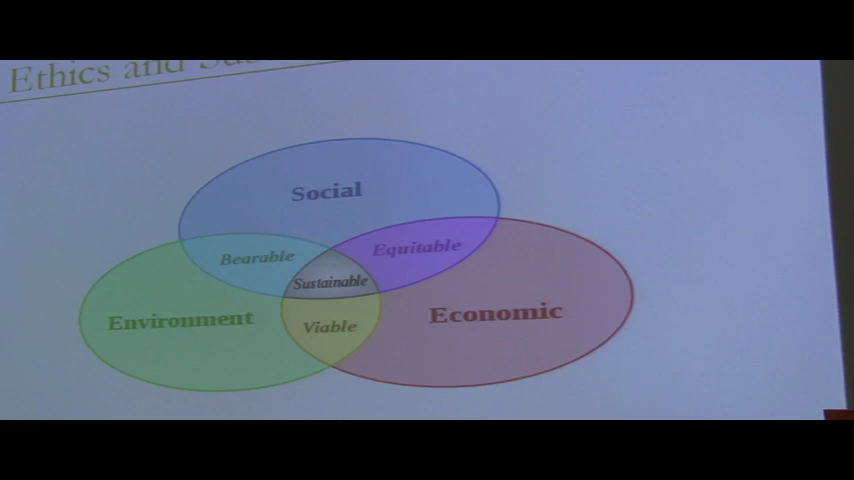 Ethics and
Social
Bearable
Equitable
Sustainable
Environment
Economic
Viable